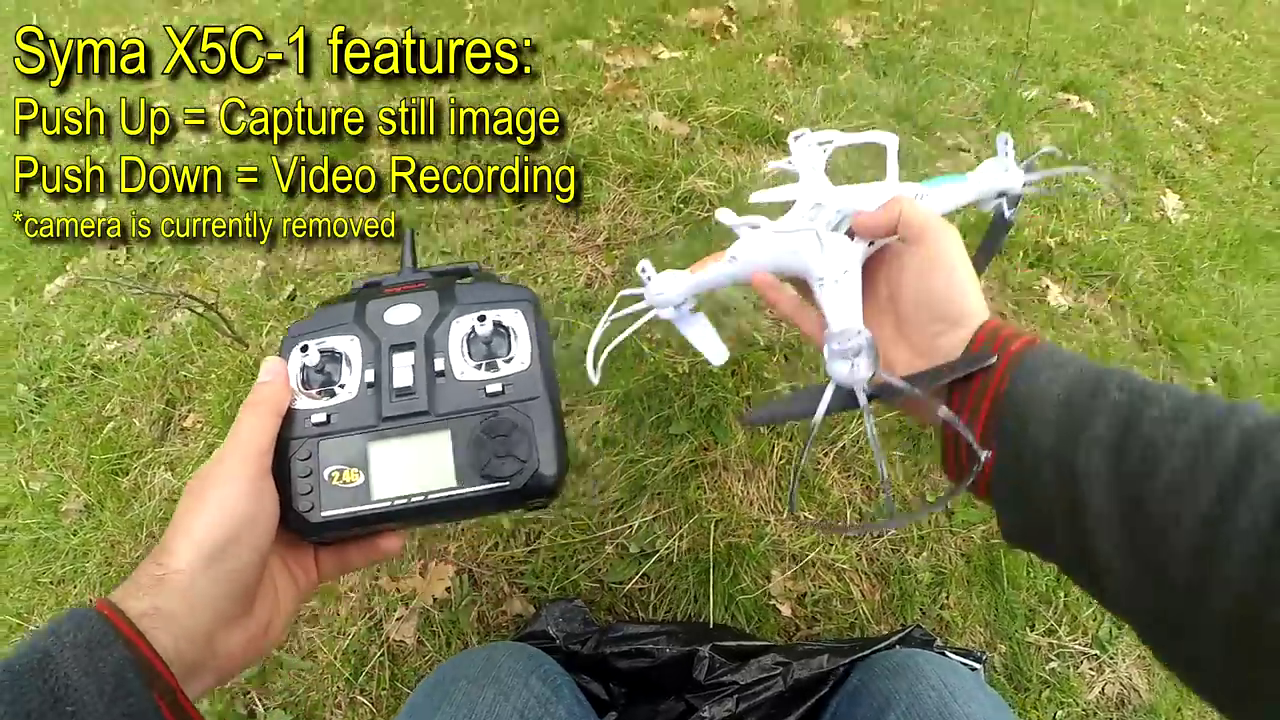 Syma X5C-1 features:
Push Up = Capture still image
Push Down = Video Recording
*camera is currently removed
syma
2.4G